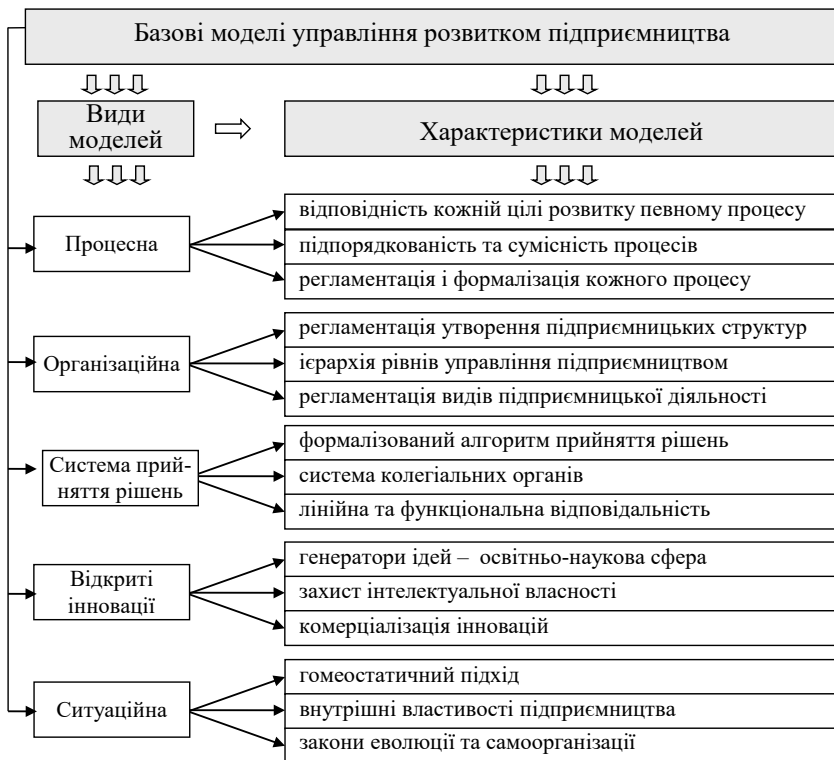 Базові моделі управління розвитком підприємництва
Види
моделей
Характеристики моделей
Процесна
відповідність кожній цілі розвитку певному процесу
підпорядкованість та сумісність процесів
регламентація і формалізація кожного процесу
Організаційна
регламентація утворення підприємницьких структур
ієрархія рівнів управління підприємництвом
регламентація видів підприємницької діяльності
Система прий-
няття рішень
формалізований алгоритм прийняття рішень
система колегіальних органів
лінійна та функціональна відповідальність
Відкриті
інновації
генератори ідей – освітньо-наукова сфера
захист інтелектуальної власності
комерціалізація інновацій
Ситуаційна
гомеостатичний підхід
внутрішні властивості підприємництва
закони еволюції та самоорганізації